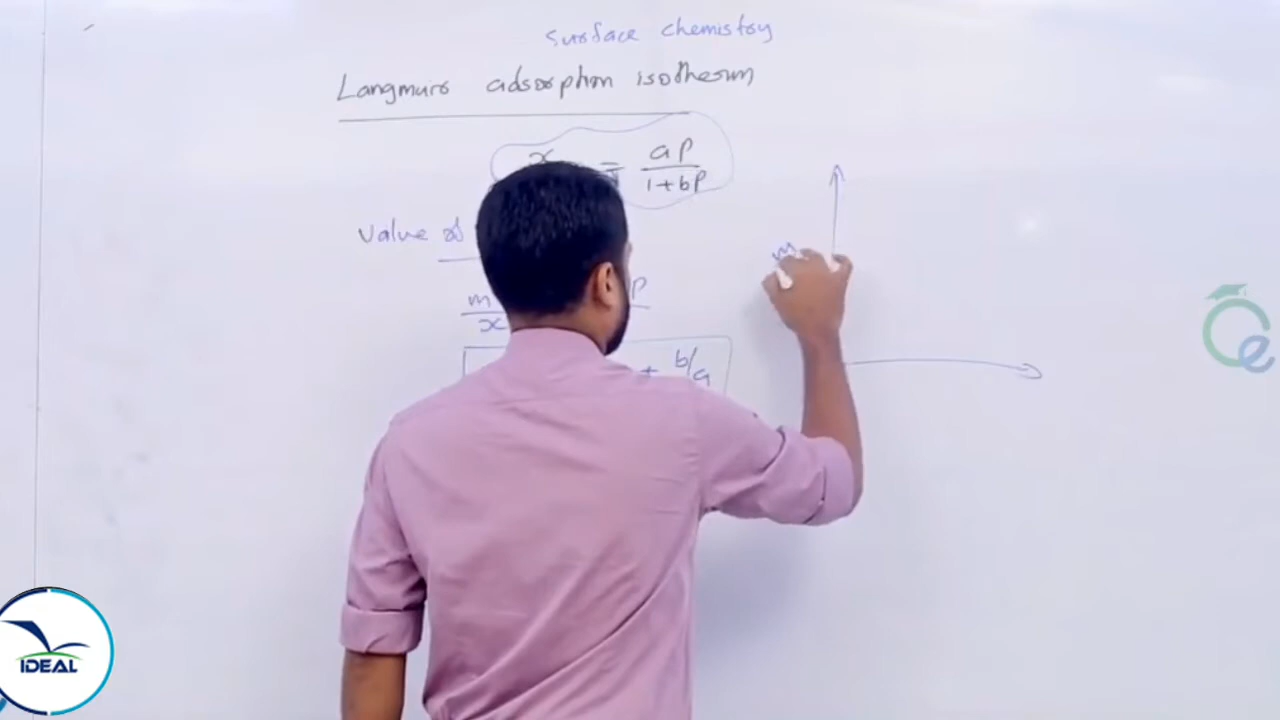 Surface chemistry
Langmuir adsorption isotherm
x = aP / 1+bP
Value of
m / x P
+ b/a
m
IDEAL
e